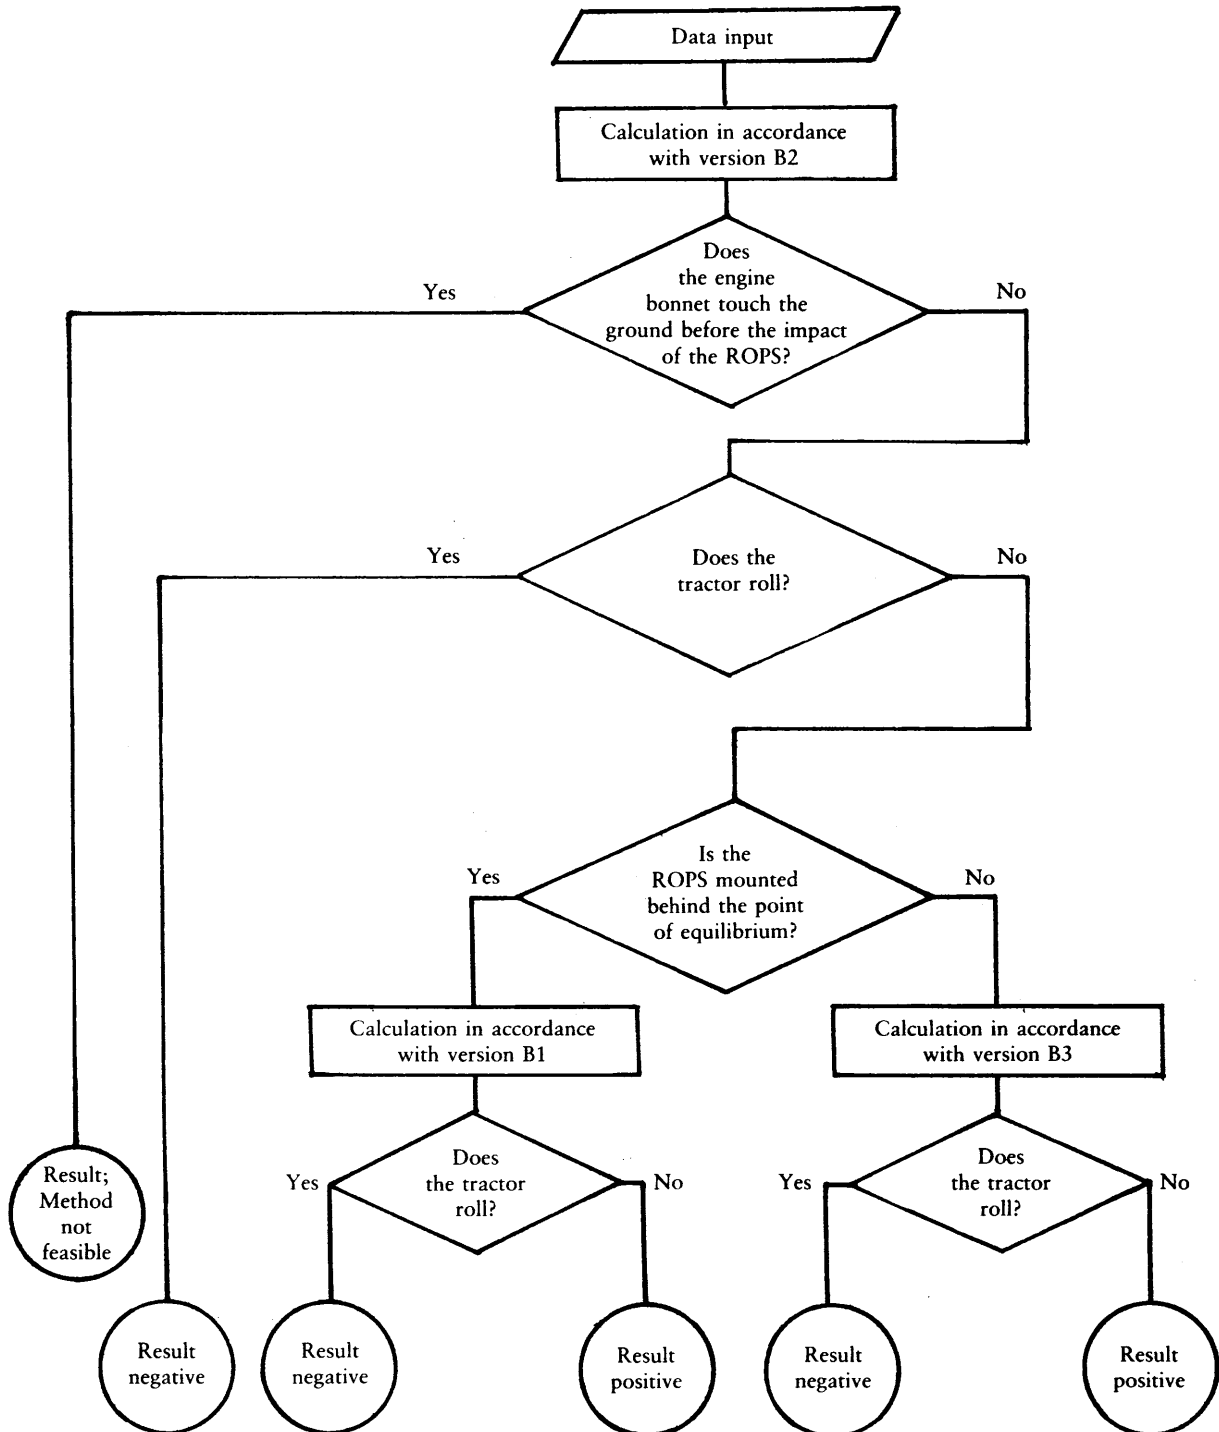 Data input
Calculation in accordance
with version B2
Does
the engine
bonnet touch the
ground before the impact
of the ROPS?
Yes
No
Does the
tractor roll?
Yes
No
Is the
ROPS mounted
behind the point
of equilibrium?
Yes
No
Calculation in accordance
with version B1
Calculation in accordance
with version B3
Does
the tractor
roll?
Yes
No
Does
the tractor
roll?
Yes
No
Result;
Method
not
feasible
Result
negative
Result
negative
Result
positive
Result
negative
Result
positive